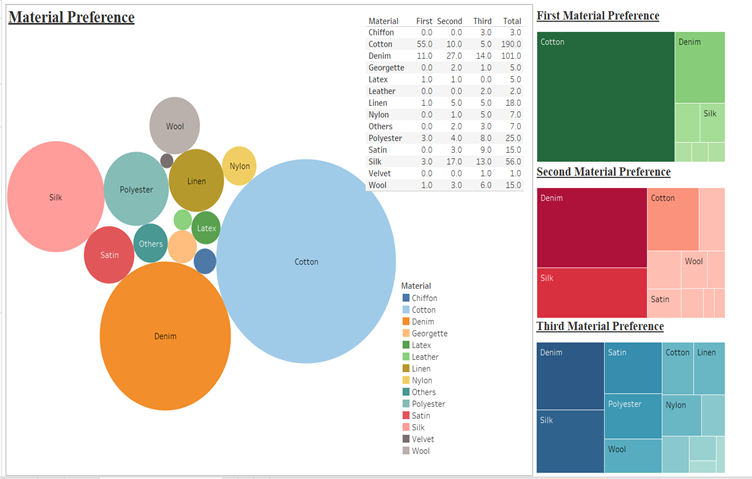 Material Preference
Material First Second Third Total
Chiffon 0.0 0.0 3.0 3.0
Cotton 55.0 10.0 5.0 190.0
Denim 11.0 27.0 14.0 101.0
Georgette 0.0 2.0 1.0 5.0
Latex 1.0 1.0 0.0 5.0
Leather 0.0 0.0 2.0 2.0
Linen 1.0 5.0 5.0 18.0
Nylon 0.0 1.0 5.0 7.0
Others 0.0 2.0 3.0 7.0
Polyester 3.0 4.0 8.0 25.0
Satin 0.0 3.0 9.0 15.0
Silk 3.0 17.0 13.0 56.0
Velvet 0.0 0.0 1.0 1.0
Wool 1.0 3.0 6.0 15.0
Wool
Nylon
Linen
Polyester
Silk
Latex
Others
Satin
Cotton
Denim
Material
Chiffon
Cotton
Denim
Georgette
Latex
Leather
Linen
Nylon
Others
Polyester
Satin
Silk
Velvet
Wool
First Material Preference
Cotton
Denim
Silk
Second Material Preference
Denim
Cotton
Wool
Silk
Satin
Third Material Preference
Denim
Satin
Cotton
Linen
Polyester
Nylon
Silk
Wool